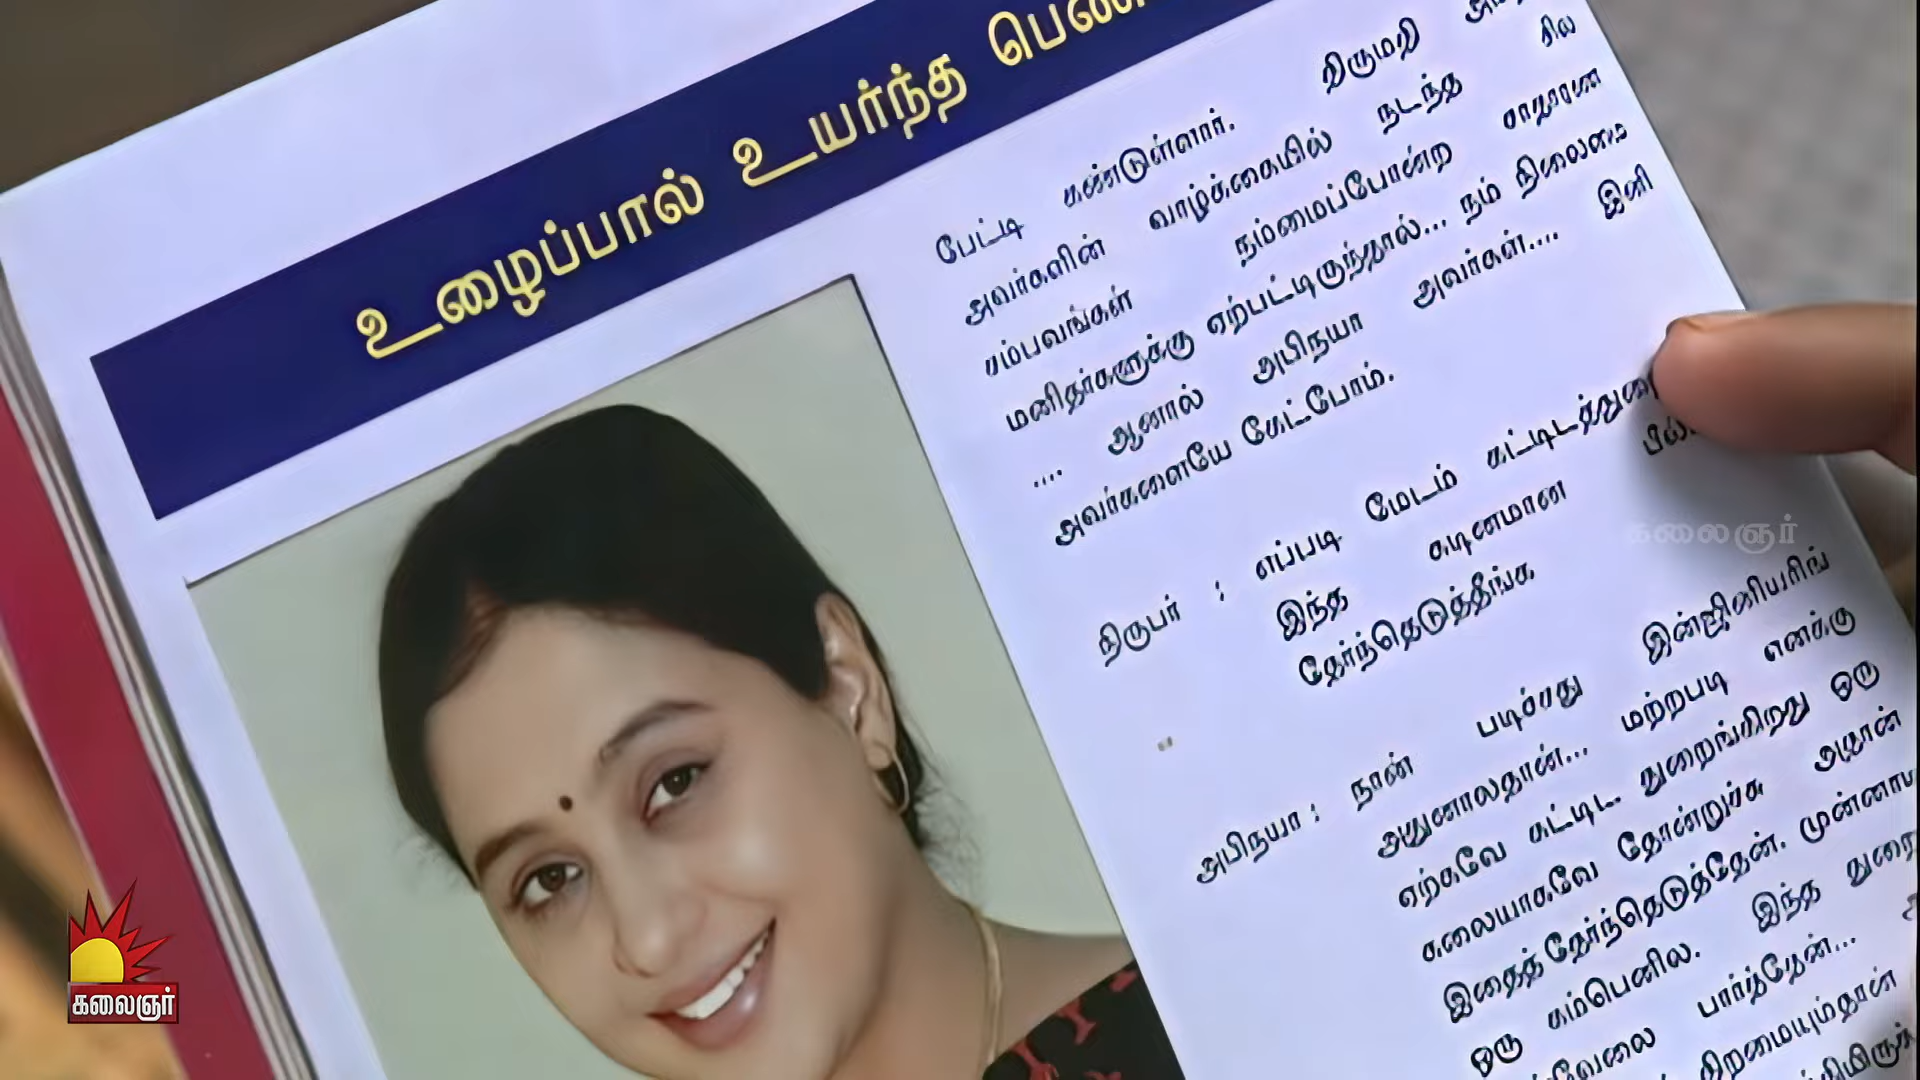 உழைப்பால் உயர்ந்த
திருமதி
பேட்டி கண்டுள்ளார். சில
அவர்களின் வாழ்க்கையில் நடந்த
சம்பவங்கள் நம்மைப்போன்ற சாதாரண
மனிதர்களுக்கு ஏற்பட்டிருந்தால்... நம் நிலைமை
.... ஆனால் அபிநயா அவர்கள்.... இனி
அவர்களையே கேட்போம்.
நிருபர் : எப்படி மேடம்
இந்த கடினமான
தேர்ந்தெடுத்தீங்க
"
அபிநயா : நான் படிச்சது இன்ஜினியரிங்
அதுனாலதான்... மற்றபடி எனக்கு
ஏற்கவே கட்டிட துறைங்கிறது ஒரு
கலையாகவே தோன்றுச்சு அதான்
இதைத் தேர்ந்தெடுத்தேன். முன்னாடி
ஒரு கம்பெனில. இந்த துறை
வேலை பார்த்தேன்...
திறமையும்தான்
கலைஞர்
கலைஞர்